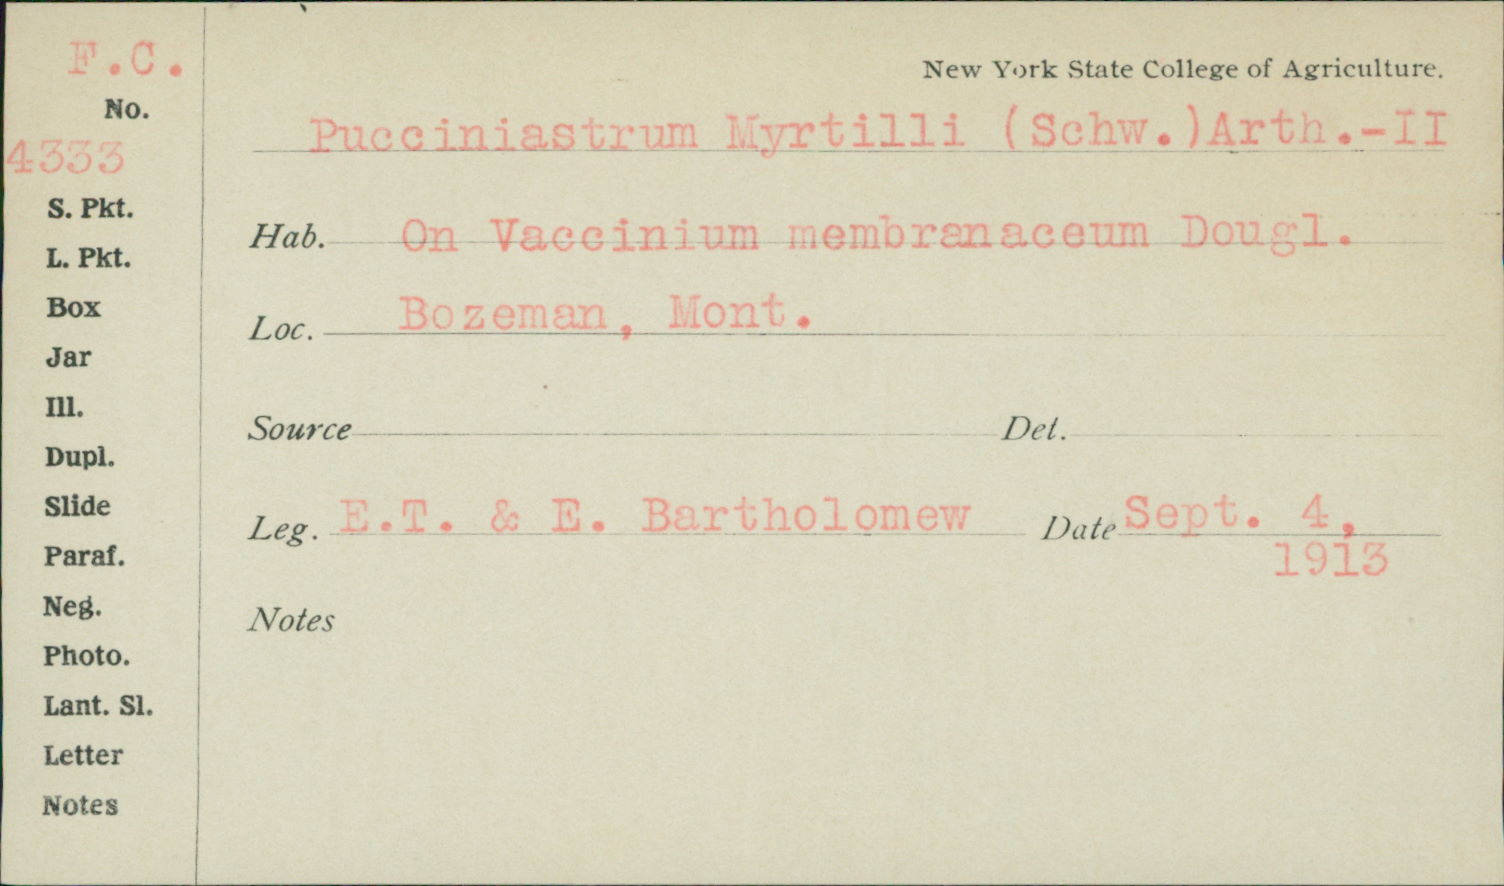 F.C.
No.
4333
S. Pkt.
L. Pkt.
Box
Jar
Ill.
Dupl.
Slide
Paraf.
Neg.
Photo.
Lant. Sl.
Letter
Notes
New York State College of Agriculture.
Pucciniastrum Myrtilli (Schw.)Arth.-II
Hab. On Vaccinium membranaceum Dougl.
Loc. Bozeman, Mont.
Source Det.
Leg. E.T. & E. Bartholomew Date Sept. 4,
1913
Notes